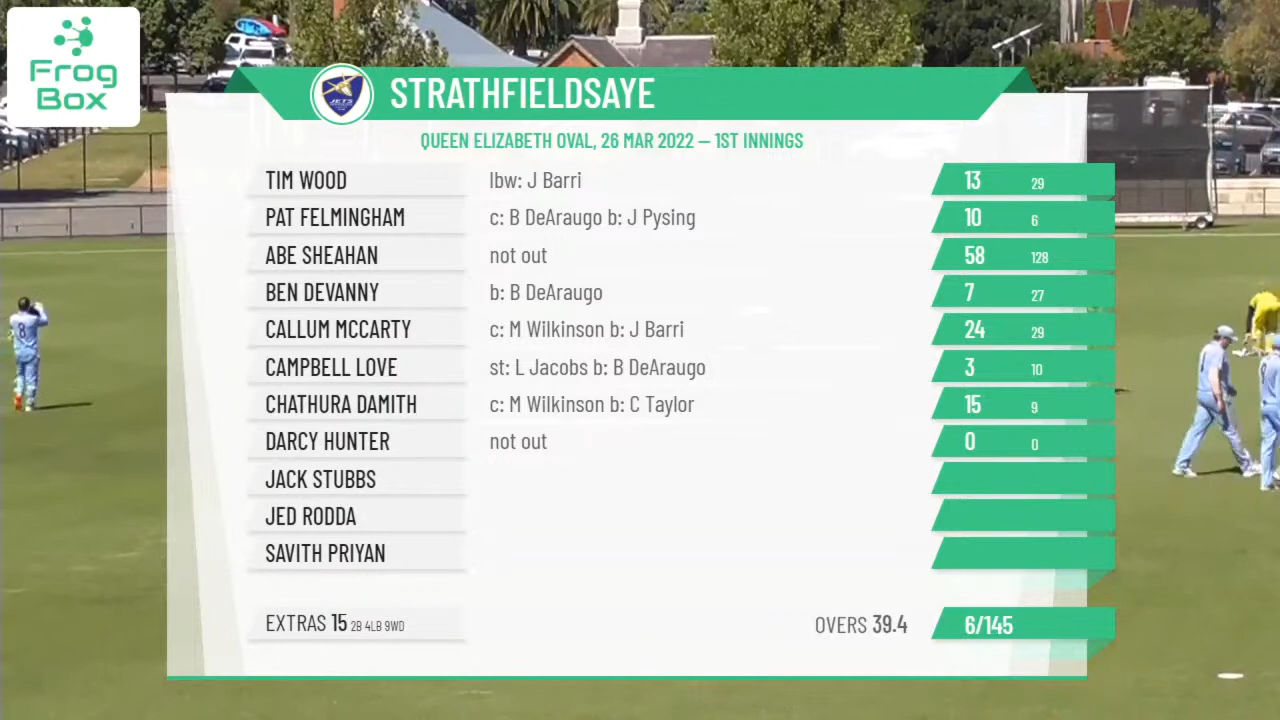 Frog
Box
JETS
STRATHFIELDSAYE
QUEEN ELIZABETH OVAL, 26 MAR 2022 – 1ST INNINGS
TIM WOOD lbw: J Barri 13 29
PAT FELMINGHAM c: B DeAraugo b: J Pysing 10 6
ABE SHEAHAN not out 58 128
BEN DEVANNY b: B DeAraugo 7 27
CALLUM MCCARTY c: M Wilkinson b: J Barri 24 29
CAMPBELL LOVE st: L Jacobs b: B DeAraugo 3 10
CHATHURA DAMITH c: M Wilkinson b: C Taylor 15 9
DARCY HUNTER not out 0 0
JACK STUBBS
JED RODDA
SAVITH PRIYAN
EXTRAS 15 2B 4LB 9WD OVERS 39.4 6/145
8